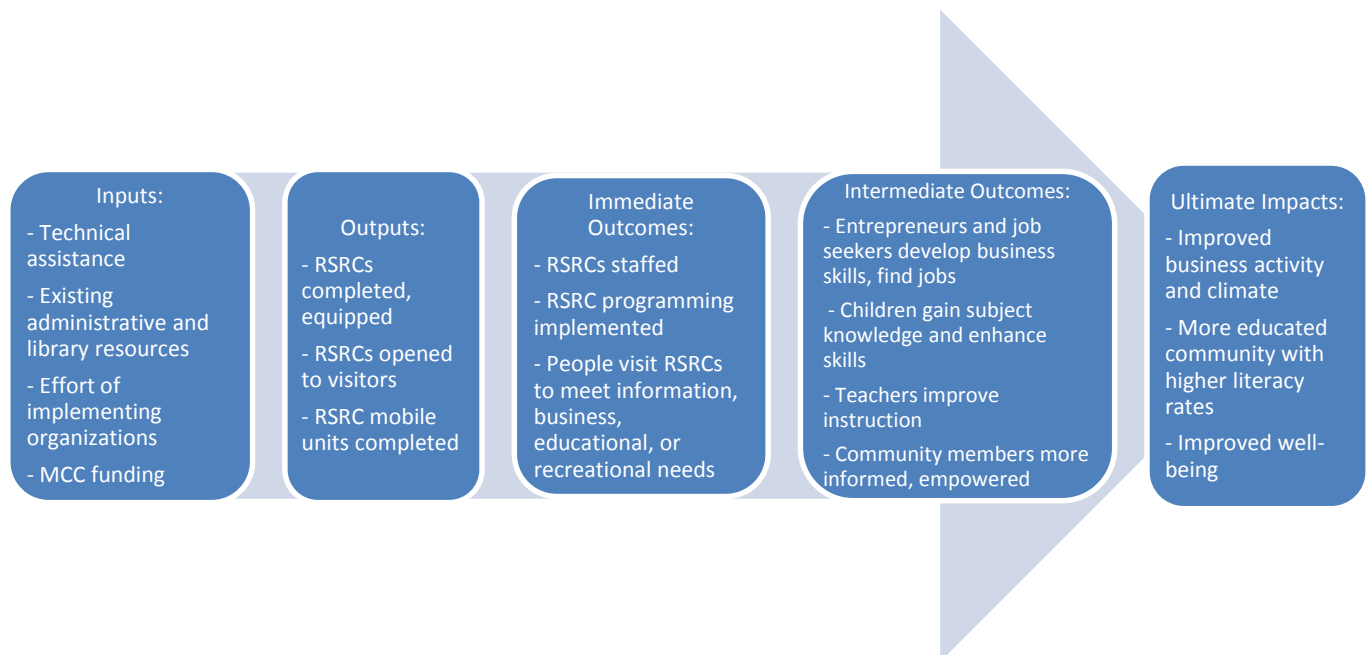 Inputs:
- Technical
assistance
- Existing
administrative and
library resources
- Effort of
implementing
organizations
- MCC funding
Outputs:
- RSRCs
completed,
equipped
- RSRCs opened
to visitors
- RSRC mobile
units completed
Immediate
Outcomes:
- RSRCs staffed
- RSRC programming
implemented
- People visit RSRCs
to meet information,
business,
educational, or
recreational needs
Intermediate Outcomes:
- Entrepreneurs and job
seekers develop business
skills, find jobs
- Children gain subject
knowledge and enhance
skills
- Teachers improve
instruction
- Community members more
informed, empowered
Ultimate Impacts:
- Improved
business activity
and climate
- More educated
community with
higher literacy
rates
- Improved well-
being